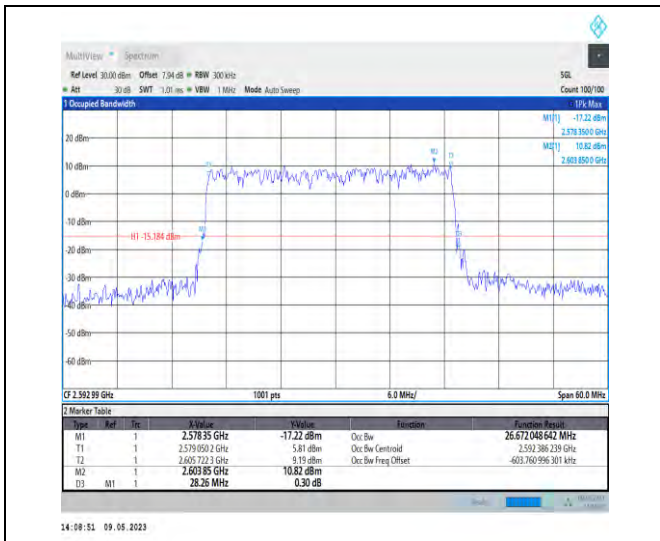 MultiView Spectrum
Ref Level 30.00 dBm Offset 7.94 dB RBW 300 kHz SGL
Att 30 dB SWT 1.01 ms VBW 1 MHz Mode Auto Sweep Count 100/100
1 Occupied Bandwidth 1Pk Max
M1[1] -17.22 dBm
2.578 350 0 GHz
M2[1] 10.82 dBm
2.603 850 0 GHz
20 dBm
10 dBm
0 dBm
-10 dBm
H1 -15.184 dBm
-20 dBm
-30 dBm
-40 dBm
-50 dBm
-60 dBm
CF 2.592 99 GHz 1001 pts 6.0 MHz/ Span 60.0 MHz
2 Marker Table
Type Ref Trc X-Value Y-Value Function Function Result
M1 1 2.578 35 GHz -17.22 dBm Occ Bw 26.672 048 642 MHz
T1 1 2.579 050 2 GHz 5.81 dBm Occ Bw Centroid 2.592 386 239 GHz
T2 1 2.605 722 3 GHz 9.19 dBm Occ Bw Freq Offset -603.760 996 301 kHz
M2 1 2.603 85 GHz 10.82 dBm
D3 M1 1 28.26 MHz 0.30 dB
14:08:51 09.05.2023